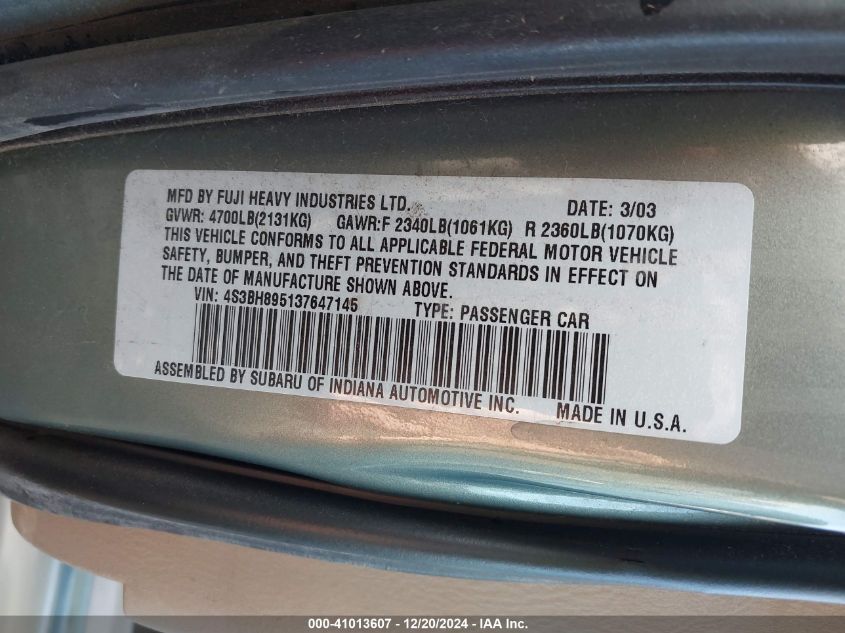 MFD BY FUJI HEAVY INDUSTRIES LTD. DATE: 3/03
GVWR: 4700LB(2131KG) GAWR:F 2340LB(1061KG) R 2360LB(1070KG)
THIS VEHICLE CONFORMS TO ALL APPLICABLE FEDERAL MOTOR VEHICLE
SAFETY, BUMPER, AND THEFT PREVENTION STANDARDS IN EFFECT ON
THE DATE OF MANUFACTURE SHOWN ABOVE.
VIN: 4S3BH895137647145 TYPE: PASSENGER CAR
ASSEMBLED BY SUBARU OF INDIANA AUTOMOTIVE INC. MADE IN U.S.A.
000-41013607 - 12/20/2024 - IAA Inc.